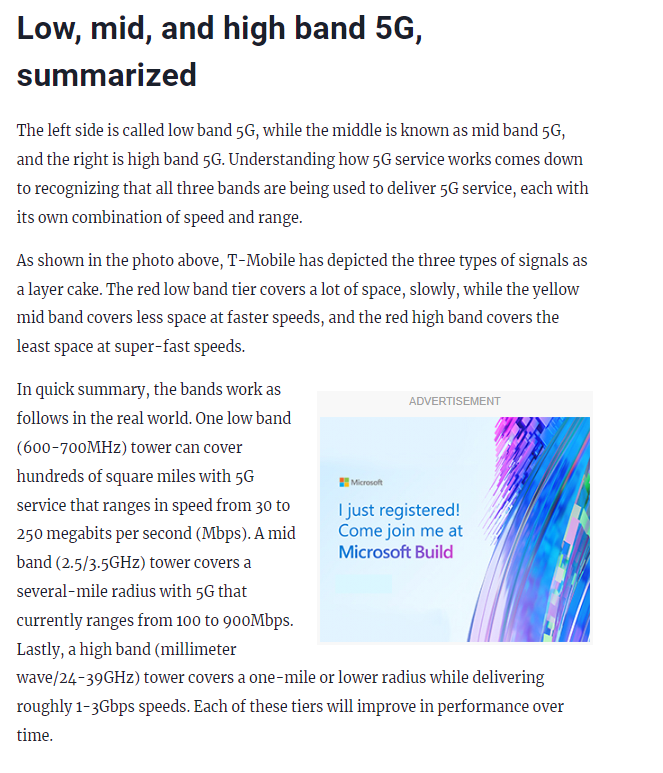 Low, mid, and high band 5G,
summarized
The left side is called low band 5G, while the middle is known as mid band 5G,
and the right is high band 5G. Understanding how 5G service works comes down
to recognizing that all three bands are being used to deliver 5G service, each with
its own combination of speed and range.
As shown in the photo above, T-Mobile has depicted the three types of signals as
a layer cake. The red low band tier covers a lot of space, slowly, while the yellow
mid band covers less space at faster speeds, and the red high band covers the
least space at super-fast speeds.
In quick summary, the bands work as
follows in the real world. One low band
(600-700MHz) tower can cover
hundreds of square miles with 5G
service that ranges in speed from 30 to
250 megabits per second (Mbps). A mid
band (2.5/3.5GHz) tower covers a
several-mile radius with 5G that
currently ranges from 100 to 900Mbps.
Lastly, a high band (millimeter
wave/24-39GHz) tower covers a one-mile or lower radius while delivering
roughly 1-3Gbps speeds. Each of these tiers will improve in performance over
time.
ADVERTISEMENT
Microsoft
I just registered!
Come join me at
Microsoft Build